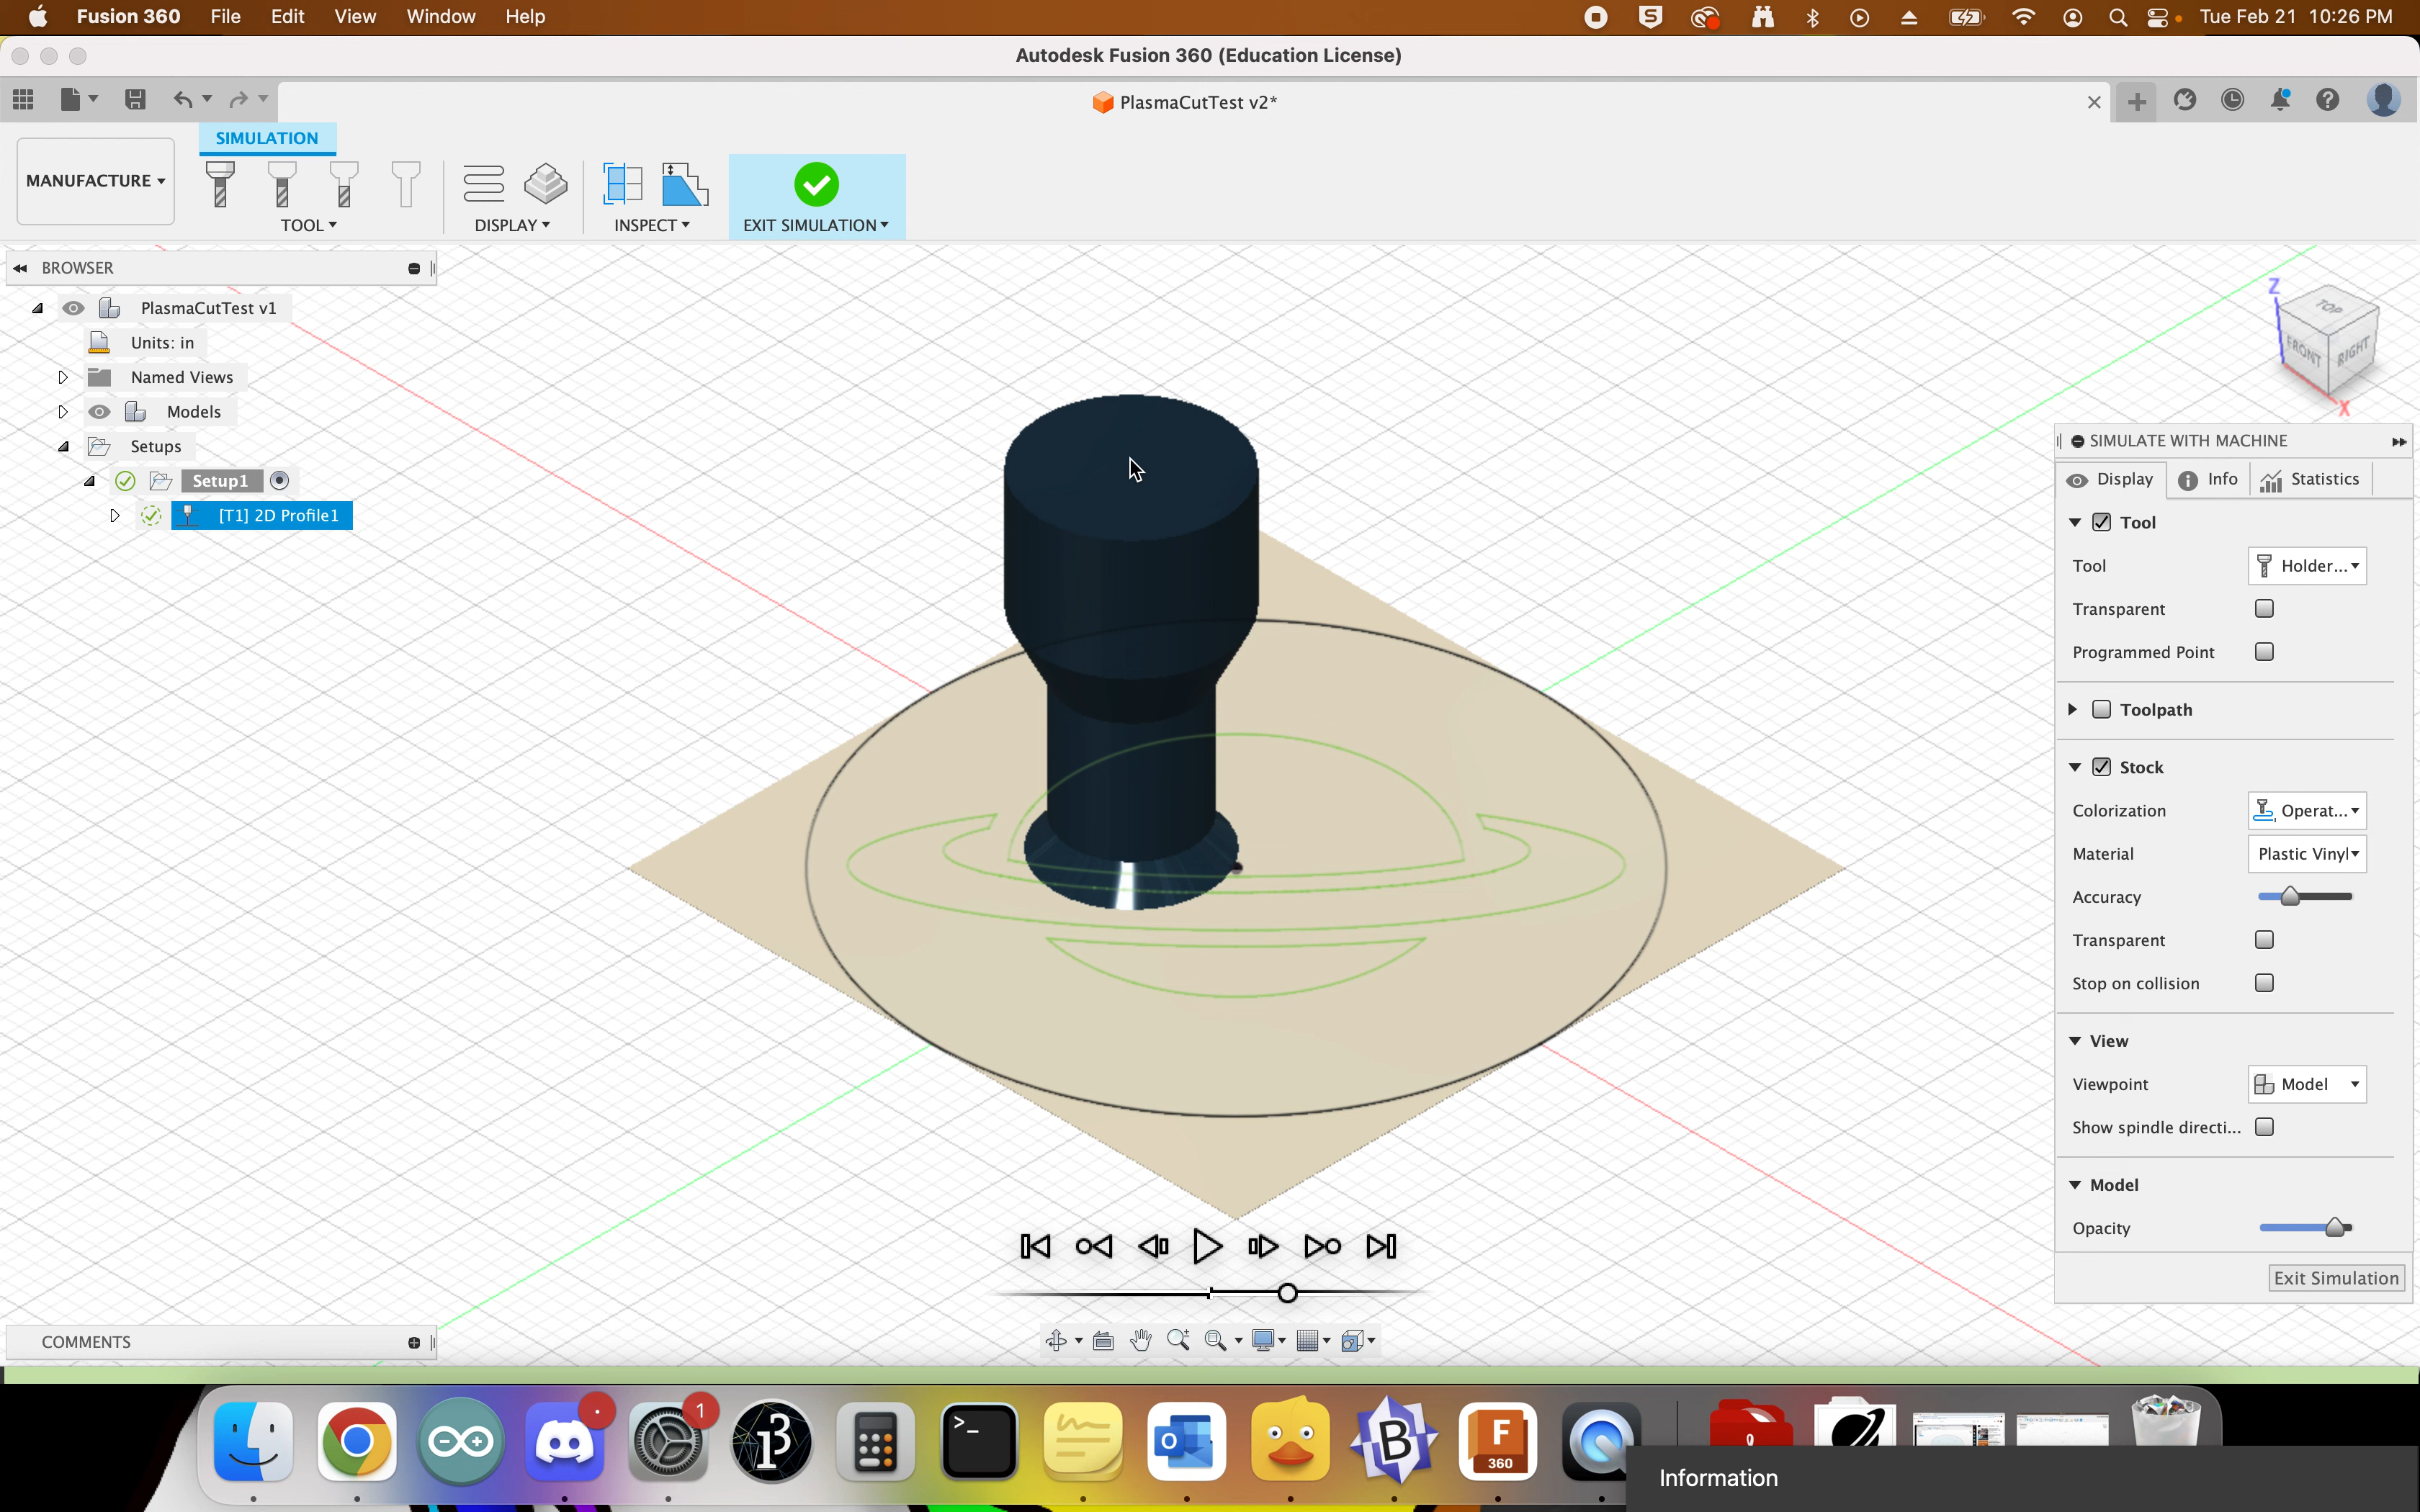 Fusion 360 File Edit View Window Help Tue Feb 21 10:26 PM
Autodesk Fusion 360 (Education License)
PlasmaCutTest v2*
SIMULATION
MANUFACTURE
TOOL DISPLAY INSPECT EXIT SIMULATION
BROWSER
PlasmaCutTest v1
Units: in
Named Views
Models
Setups
Setup1
[T1] 2D Profile1
Z
TOP
FRONT RIGHT
X
SIMULATE WITH MACHINE
Display Info Statistics
Tool
Tool Holder...
Transparent
Programmed Point
Toolpath
Stock
Colorization Operat...
Material Plastic Vinyl
Accuracy
Transparent
Stop on collision
View
Viewpoint Model
Show spindle directi...
Model
Opacity
Exit Simulation
COMMENTS
1
13
>_
O
B
F
360
0
Information